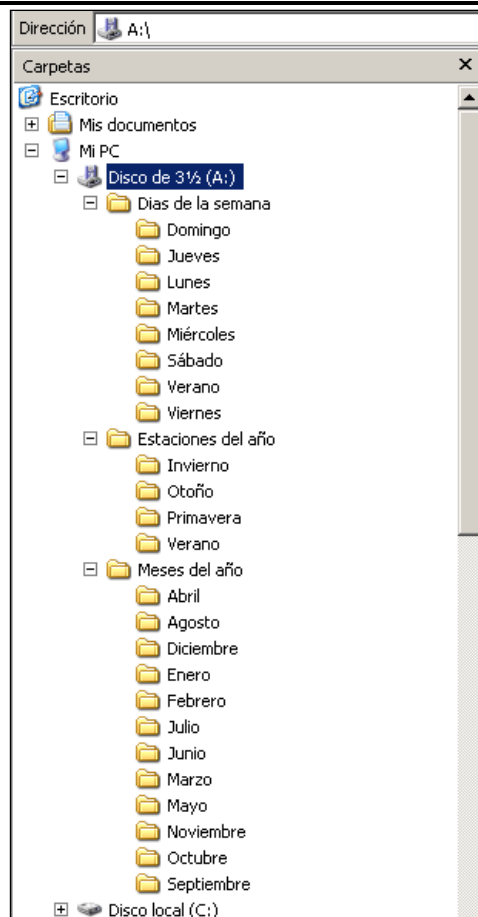 Dirección A:\
Carpetas
Escritorio
Mis documentos
Mi PC
Disco de 3½ (A:)
Dias de la semana
Domingo
Jueves
Lunes
Martes
Miércoles
Sábado
Verano
Viernes
Estaciones del año
Invierno
Otoño
Primavera
Verano
Meses del año
Abril
Agosto
Diciembre
Enero
Febrero
Julio
Junio
Marzo
Mayo
Noviembre
Octubre
Septiembre
Disco local (C:)